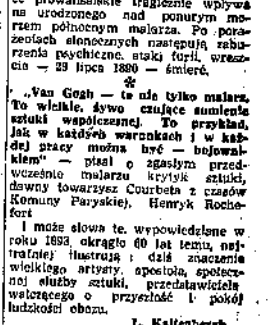 prowansalskie tragicznie wpływa
na urodzonego nad ponurym mo-
rzem północnym malarza. Po pora-
żeniach słonecznych następują zabu-
rzenia psychiczne, ataki furii, wresz-
cie — 29 lipca 1890 — śmierć.
*
„Van Gogh — to nie tylko malarz.
To wielkie, żywo czujące sumienie
sztuki współczesnej. To przykład,
jak w każdych warunkach i w każ-
dej pracy można być — bojowni-
kiem" — pisał o zgasłym przed-
wcześnie malarzu krytyk sztuki,
dawny towarzysz Courbeta z czasów
Komuny Paryskiej, Henryk Roche-
fort
I może słowa te, wypowiedziane w
roku 1893, okrągło 60 lat temu, naj-
trafniej ilustrują i dziś znaczenie
wielkiego artysty, apostoła, społecz-
nej służby sztuki, przedstawiciela
walczącego o przyszłość i pokój
ludzkości obozu.
L. Kaltenbergh